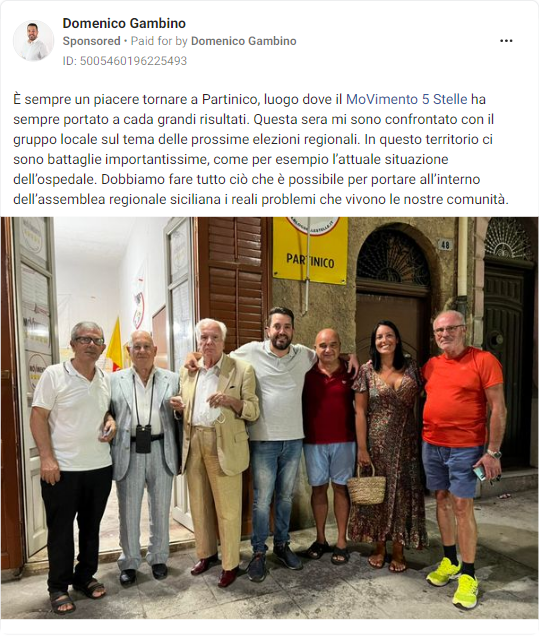 Domenico Gambino
Sponsored • Paid for by Domenico Gambino
ID: 5005460196225493
È sempre un piacere tornare a Partinico, luogo dove il MoVimento 5 Stelle ha
sempre portato a cada grandi risultati. Questa sera mi sono confrontato con il
gruppo locale sul tema delle prossime elezioni regionali. In questo territorio ci
sono battaglie importantissime, come per esempio l'attuale situazione
dell'ospedale. Dobbiamo fare tutto ciò che è possibile per portare all'interno
dell'assemblea regionale siciliana i reali problemi che vivono le nostre comunità.
PARTINICO
48